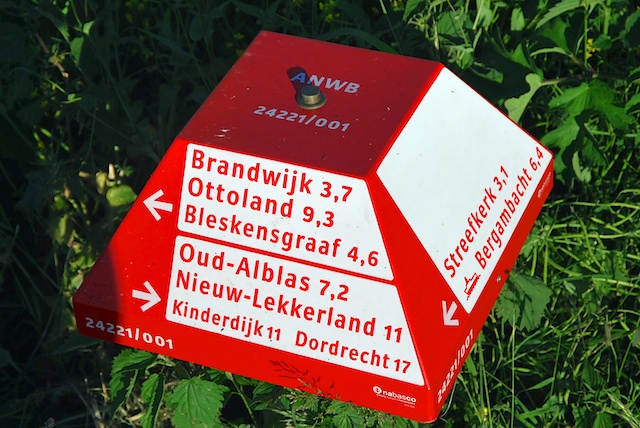 ANWB
24221/001
Brandwijk 3,7
Ottoland 9,3
Bleskensgraaf 4,6
Oud-Alblas 7,2
Nieuw-Lekkerland 11
Kinderdijk 11 Dordrecht 17
24221/001
nabasco
Streefkerk 3,1
Bergambacht 6,4
24221/001